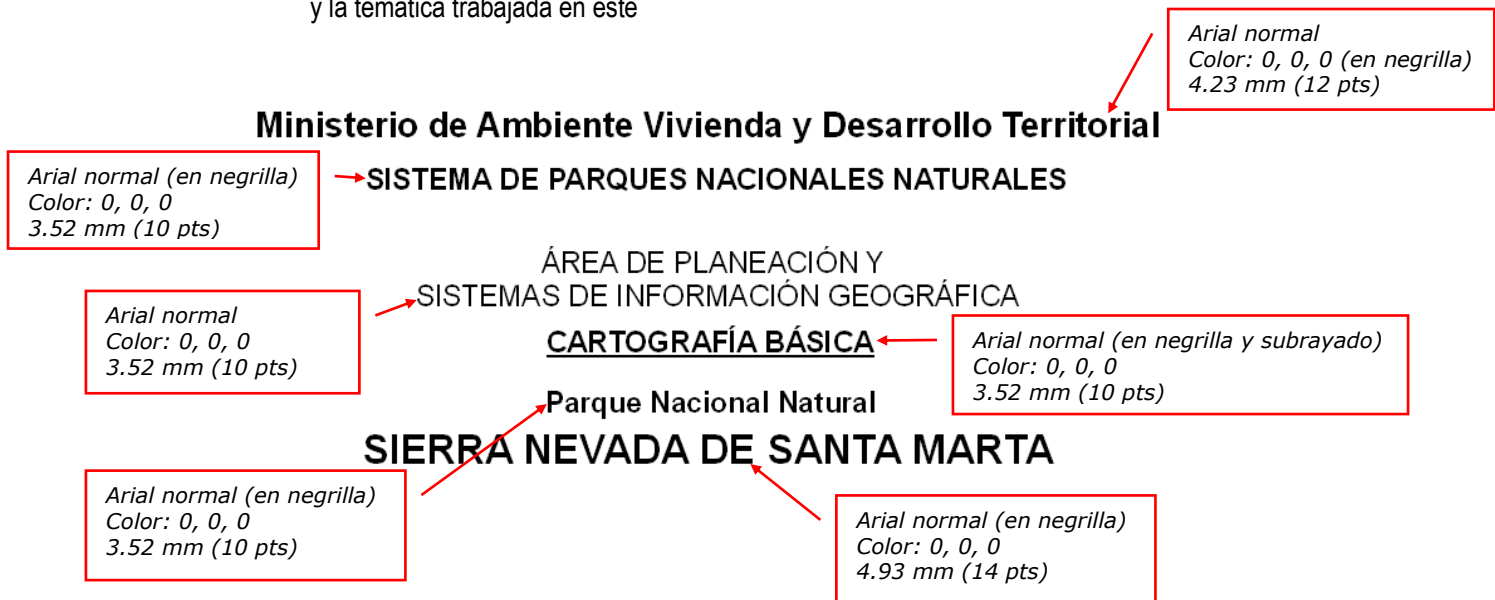 y la temática trabajada en este
Arial normal
Color: 0, 0, 0 (en negrilla)
4.23 mm (12 pts)
Ministerio de Ambiente Vivienda y Desarrollo Territorial
Arial normal (en negrilla)
Color: 0, 0, 0
3.52 mm (10 pts)
SISTEMA DE PARQUES NACIONALES NATURALES
ÁREA DE PLANEACIÓN Y
SISTEMAS DE INFORMACIÓN GEOGRÁFICA
Arial normal
Color: 0, 0, 0
3.52 mm (10 pts)
CARTOGRAFÍA BÁSICA
Arial normal (en negrilla y subrayado)
Color: 0, 0, 0
3.52 mm (10 pts)
Parque Nacional Natural
SIERRA NEVADA DE SANTA MARTA
Arial normal (en negrilla)
Color: 0, 0, 0
3.52 mm (10 pts)
Arial normal (en negrilla)
Color: 0, 0, 0
4.93 mm (14 pts)